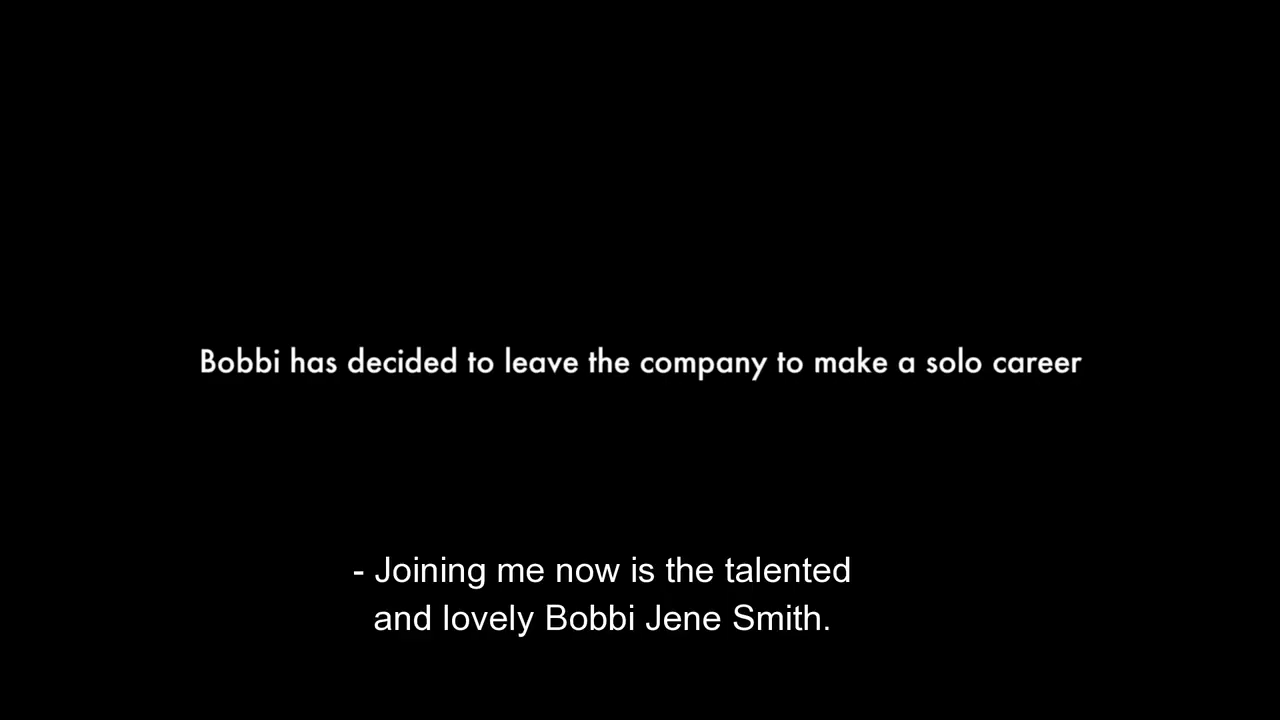 Bobbi has decided to leave the company to make a solo career
- Joining me now is the talented
and lovely Bobbi Jene Smith.